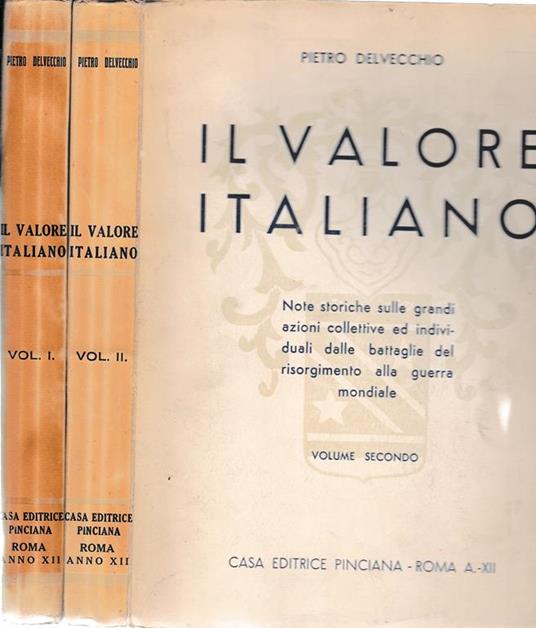 PIETRO DELVECCHIO
IL VALORE
ITALIANO
VOL. I.
CASA EDITRICE
PINCIANA
ROMA
ANNO XII
PIETRO DELVECCHIO
IL VALORE
ITALIANO
VOL. II.
CASA EDITRICE
PINCIANA
ROMA
ANNO XII
PIETRO DELVECCHIO
IL VALORE
ITALIANO
Note storiche sulle grandi
azioni collettive ed indivi-
duali dalle battaglie del
risorgimento alla guerra
mondiale
VOLUME SECONDO
CASA EDITRICE PINCIANA - ROMA A.-XII